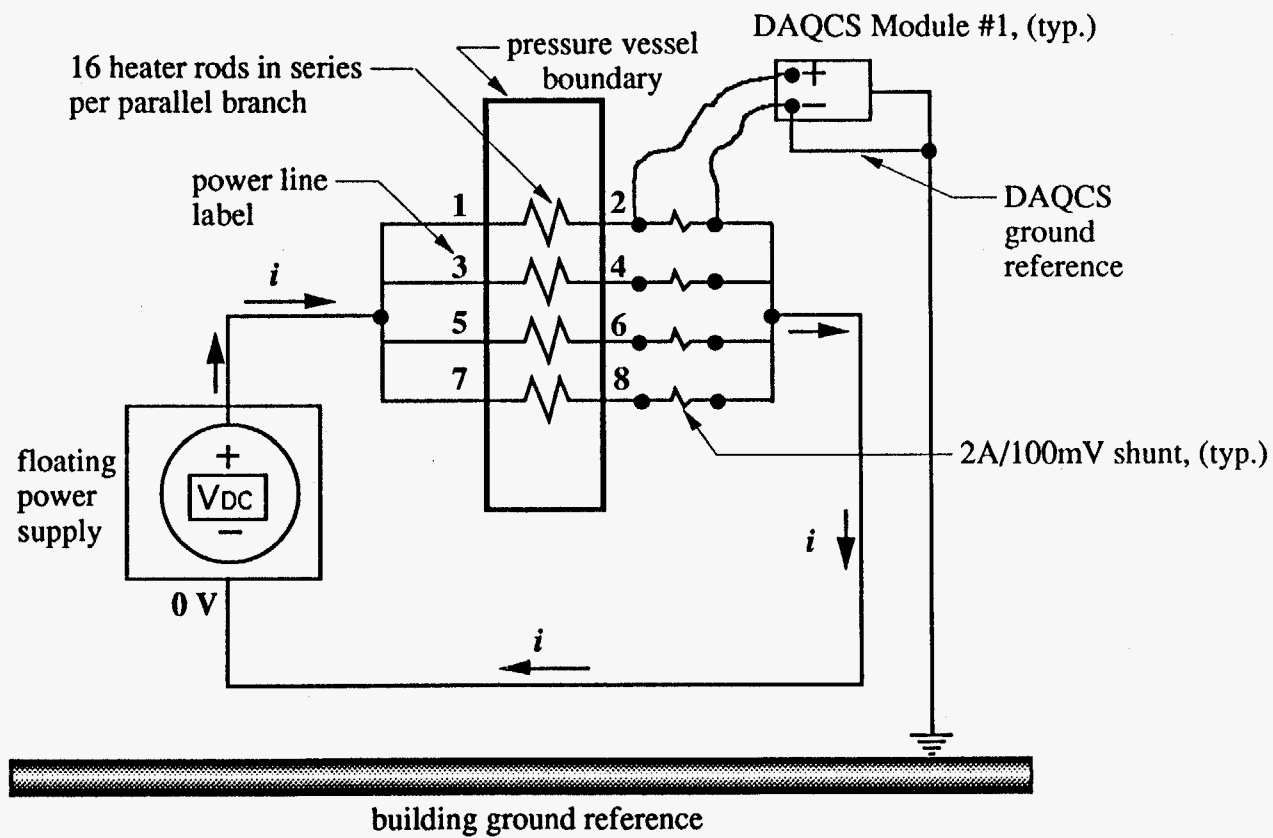 DAQCS Module #1, (typ.)
pressure vessel
boundary
16 heater rods in series
per parallel branch
+
−
power line
label
1
2
DAQCS
ground
reference
3
4
i
5
6
7
8
2A/100mV shunt, (typ.)
floating
power
supply
+
VDC
−
i
0 V
i
building ground reference